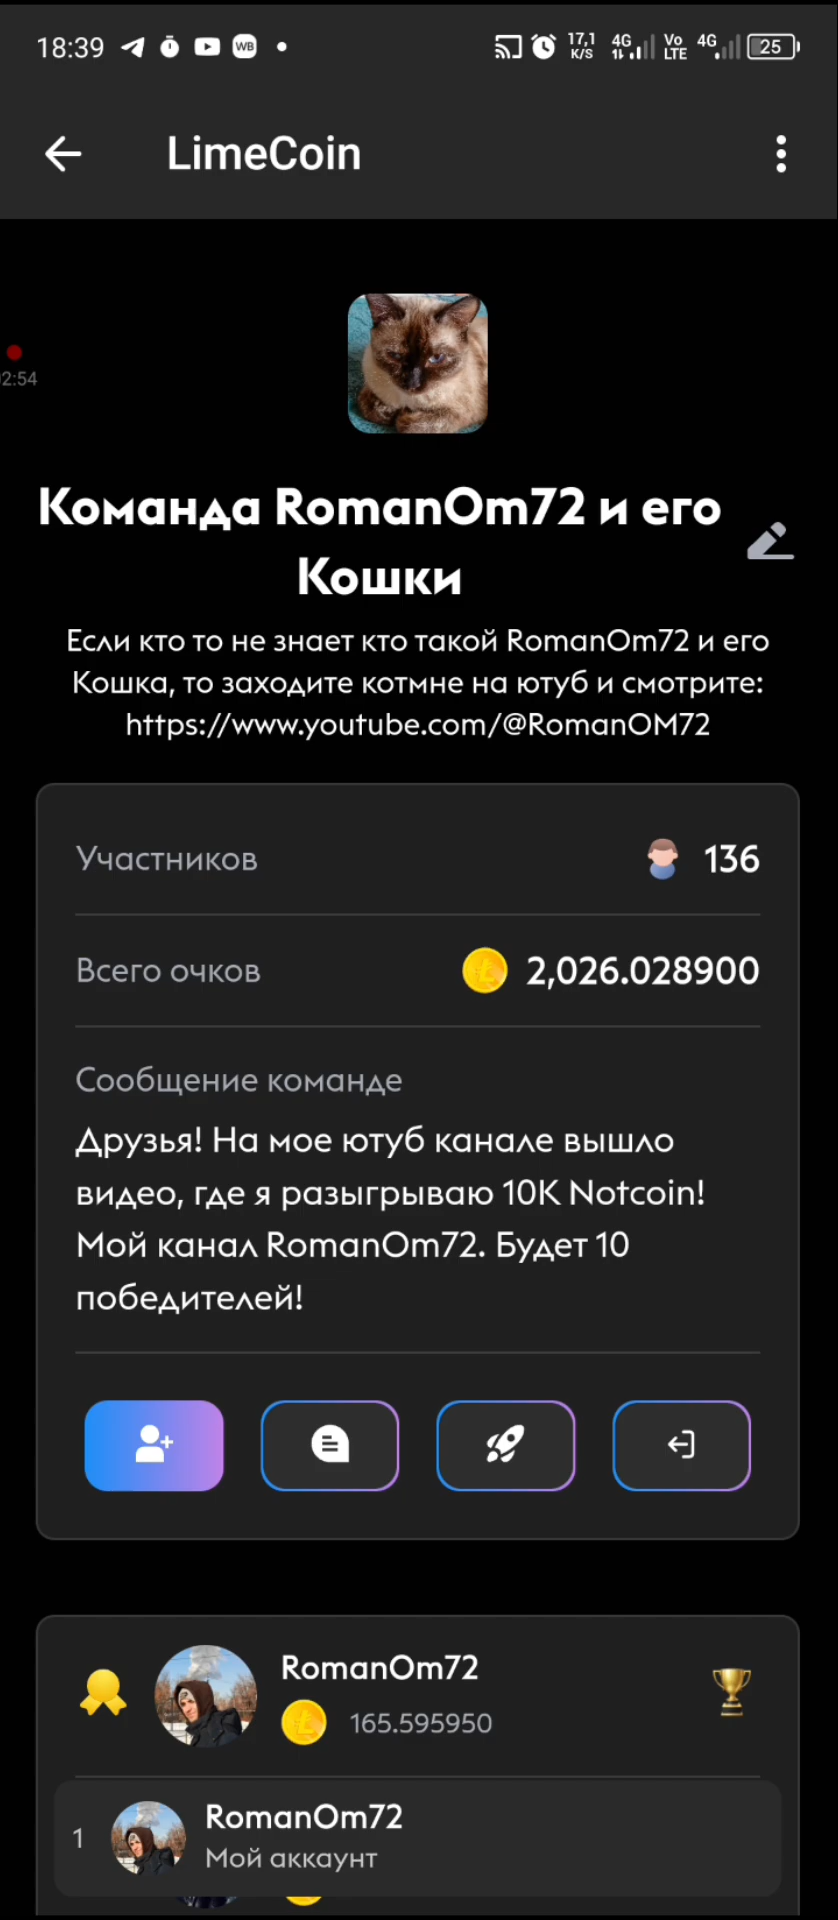 18:39 WB 17,1 K/S 4G Vo LTE 4G 25
LimeCoin
2:54
Команда RomanOm72 и его
Кошки
Если кто то не знает кто такой RomanOm72 и его
Кошка, то заходите котмне на ютуб и смотрите:
https://www.youtube.com/@RomanOM72
Участников 136
Всего очков 2,026.028900
Сообщение команде
Друзья! На мое ютуб канале вышло
видео, где я разыгрываю 10K Notcoin!
Мой канал RomanOm72. Будет 10
победителей!
RomanOm72
165.595950
1 RomanOm72
Мой аккаунт